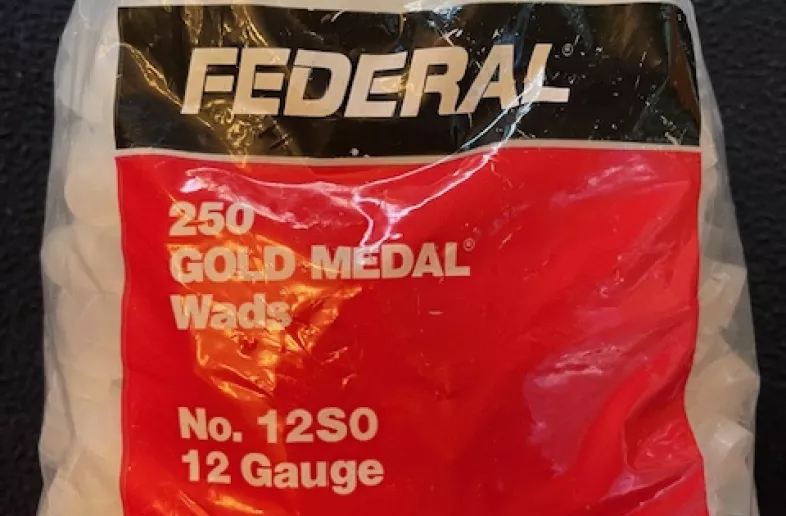 FEDERAL®
250
GOLD MEDAL®
Wads
No. 12S0
12 Gauge